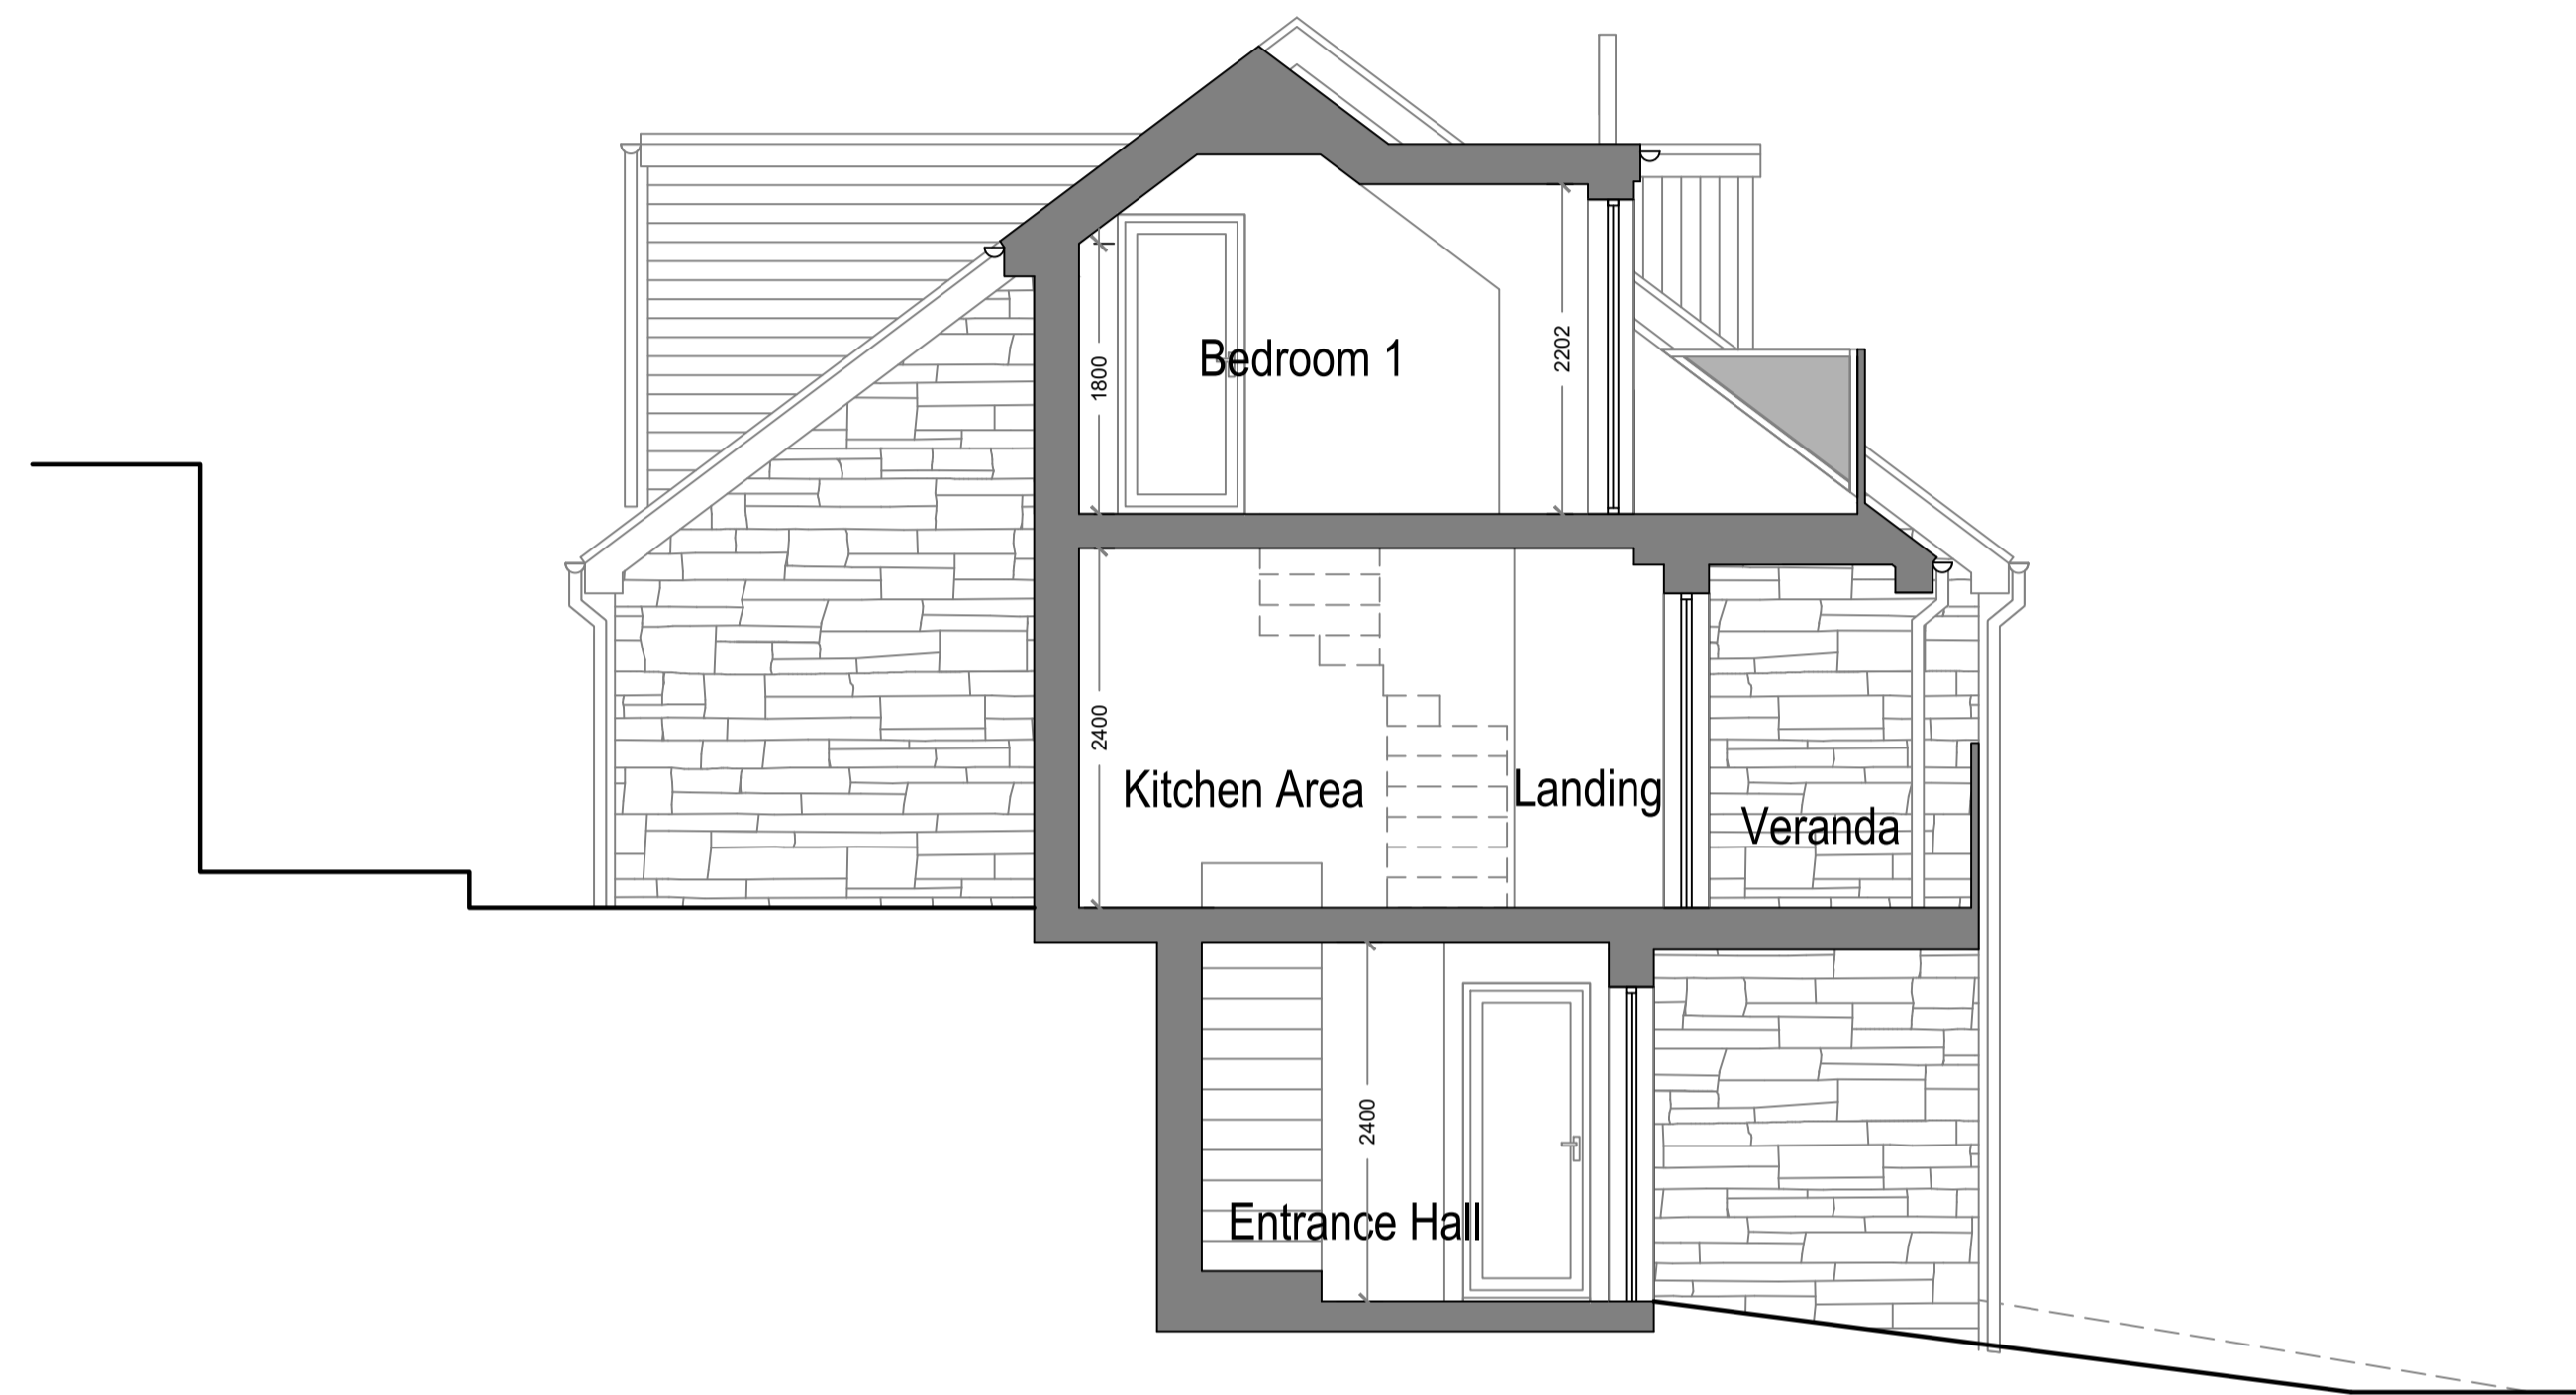 2202
1800
Bedroom 1
2400
Kitchen Area
Landing
Veranda
2400
Entrance Hall